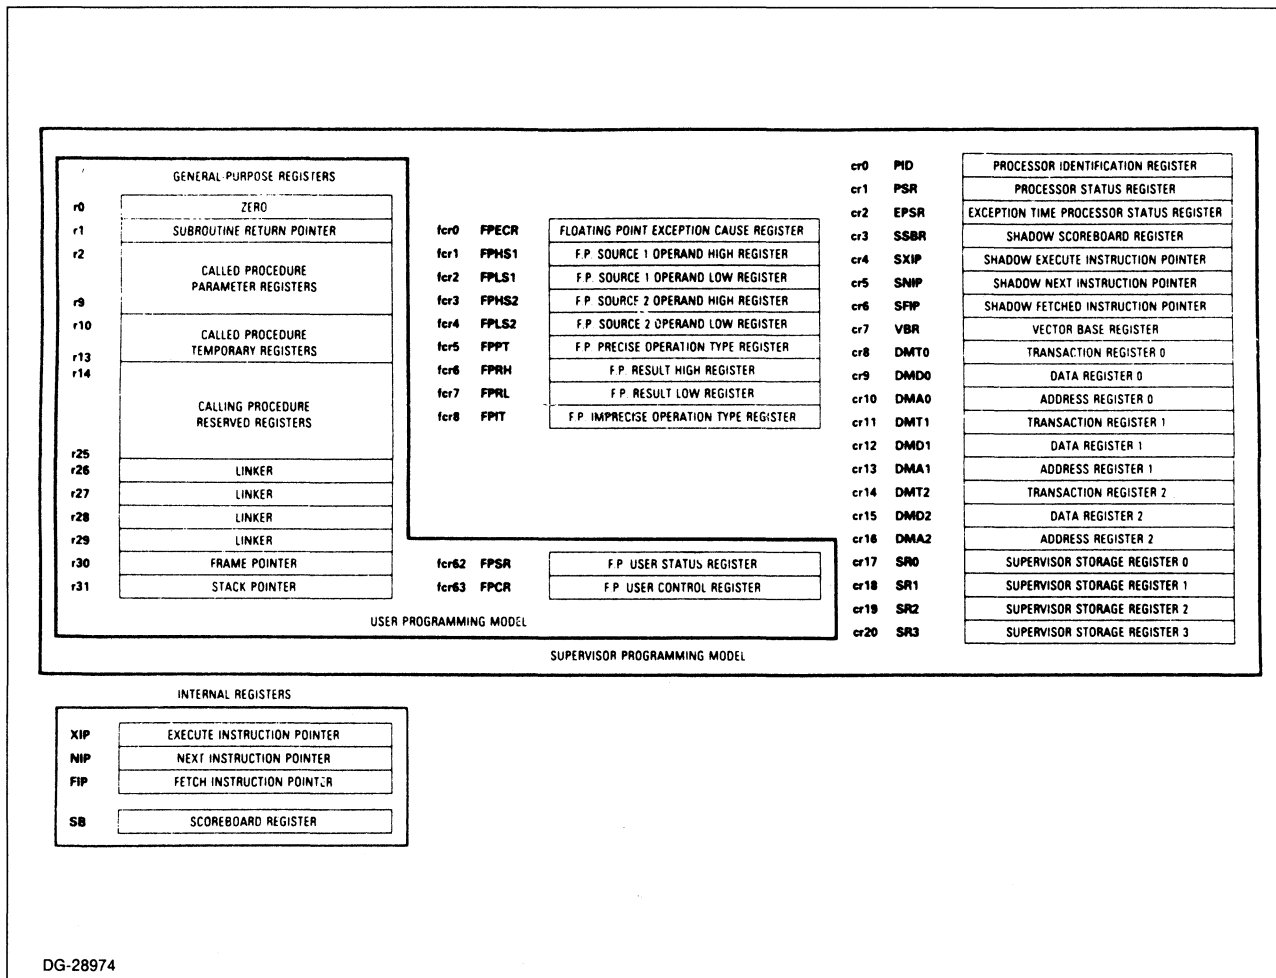 GENERAL-PURPOSE REGISTERS
r0 ZERO
r1 SUBROUTINE RETURN POINTER
r2
CALLED PROCEDURE
PARAMETER REGISTERS
r9
r10
CALLED PROCEDURE
TEMPORARY REGISTERS
r13
r14
CALLING PROCEDURE
RESERVED REGISTERS
r25
r26 LINKER
r27 LINKER
r28 LINKER
r29 LINKER
r30 FRAME POINTER
r31 STACK POINTER
fcr0 FPECR FLOATING POINT EXCEPTION CAUSE REGISTER
fcr1 FPHS1 F.P. SOURCE 1 OPERAND HIGH REGISTER
fcr2 FPLS1 F.P. SOURCE 1 OPERAND LOW REGISTER
fcr3 FPHS2 F.P. SOURCE 2 OPERAND HIGH REGISTER
fcr4 FPLS2 F.P. SOURCE 2 OPERAND LOW REGISTER
fcr5 FPPT F.P. PRECISE OPERATION TYPE REGISTER
fcr6 FPRH F.P. RESULT HIGH REGISTER
fcr7 FPRL F.P. RESULT LOW REGISTER
fcr8 FPIT F.P. IMPRECISE OPERATION TYPE REGISTER
fcr62 FPSR F.P. USER STATUS REGISTER
fcr63 FPCR F.P. USER CONTROL REGISTER
USER PROGRAMMING MODEL
cr0 PID PROCESSOR IDENTIFICATION REGISTER
cr1 PSR PROCESSOR STATUS REGISTER
cr2 EPSR EXCEPTION TIME PROCESSOR STATUS REGISTER
cr3 SSBR SHADOW SCOREBOARD REGISTER
cr4 SXIP SHADOW EXECUTE INSTRUCTION POINTER
cr5 SNIP SHADOW NEXT INSTRUCTION POINTER
cr6 SFIP SHADOW FETCHED INSTRUCTION POINTER
cr7 VBR VECTOR BASE REGISTER
cr8 DMT0 TRANSACTION REGISTER 0
cr9 DMD0 DATA REGISTER 0
cr10 DMA0 ADDRESS REGISTER 0
cr11 DMT1 TRANSACTION REGISTER 1
cr12 DMD1 DATA REGISTER 1
cr13 DMA1 ADDRESS REGISTER 1
cr14 DMT2 TRANSACTION REGISTER 2
cr15 DMD2 DATA REGISTER 2
cr16 DMA2 ADDRESS REGISTER 2
cr17 SR0 SUPERVISOR STORAGE REGISTER 0
cr18 SR1 SUPERVISOR STORAGE REGISTER 1
cr19 SR2 SUPERVISOR STORAGE REGISTER 2
cr20 SR3 SUPERVISOR STORAGE REGISTER 3
SUPERVISOR PROGRAMMING MODEL
INTERNAL REGISTERS
XIP EXECUTE INSTRUCTION POINTER
NIP NEXT INSTRUCTION POINTER
FIP FETCH INSTRUCTION POINTER
SB SCOREBOARD REGISTER
DG-28974